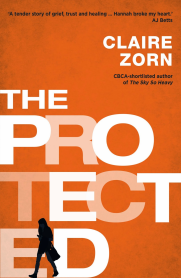 'A tender story of grief, trust and healing ... Hannah broke my heart.'
AJ Betts
CLAIRE
ZORN
CBCA-shortlisted author
of The Sky So Heavy
THE
PRO
TECT
ED